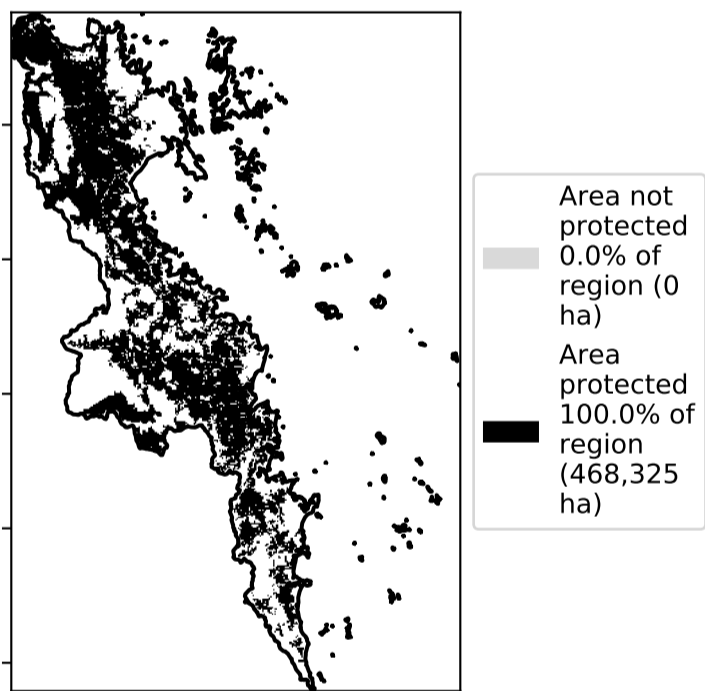 Area not
protected
0.0% of
region (0
ha)
Area
protected
100.0% of
region
(468,325
ha)